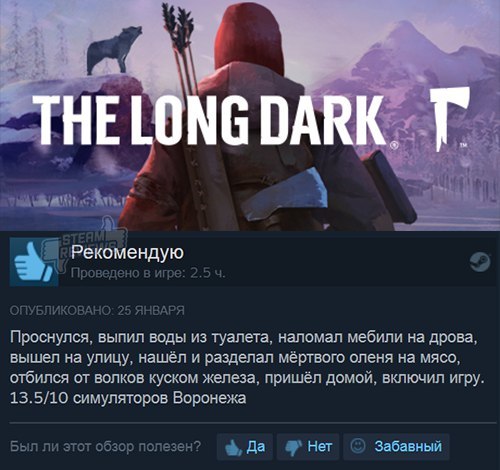 THE LONG DARK
STEAM
REVIEWS
Рекомендую
Проведено в игре: 2.5 ч.
ОПУБЛИКОВАНО: 25 ЯНВАРЯ
Проснулся, выпил воды из туалета, наломал мебили на дрова,
вышел на улицу, нашёл и разделал мёртвого оленя на мясо,
отбился от волков куском железа, пришёл домой, включил игру.
13.5/10 симуляторов Воронежа
Был ли этот обзор полезен? Да Нет Забавный